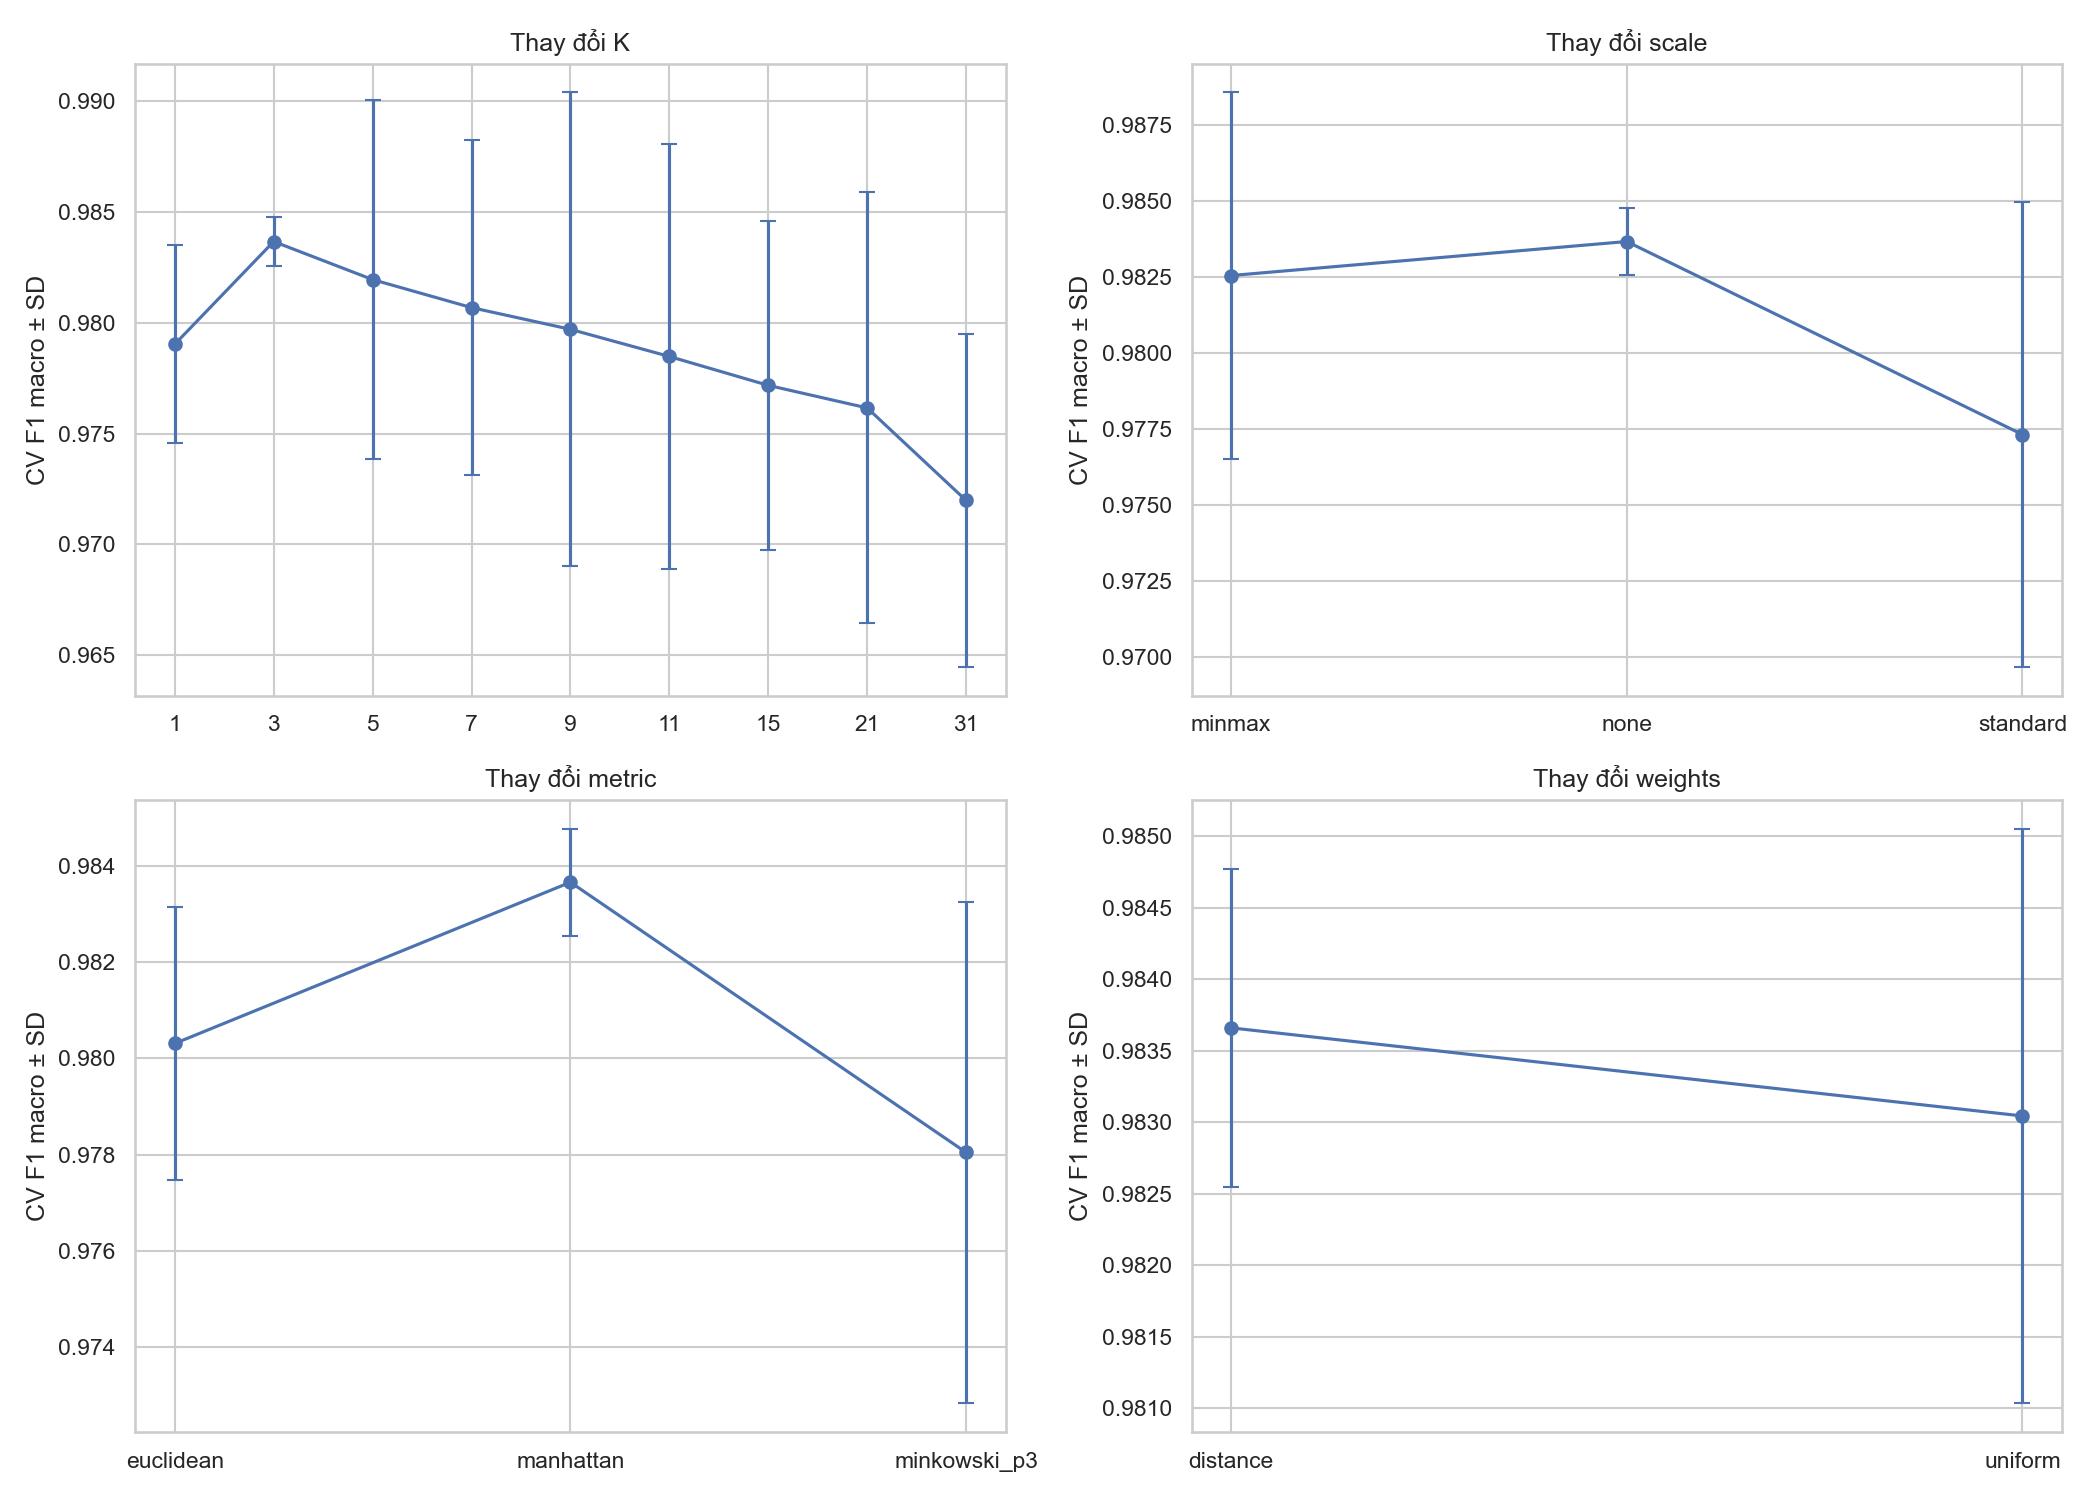 Thay đổi K
0.990
0.985
0.980
0.975
0.970
0.965
CV F1 macro ± SD
1 3 5 7 9 11 15 21 31
Thay đổi scale
0.9875
0.9850
0.9825
0.9800
0.9775
0.9750
0.9725
0.9700
CV F1 macro ± SD
minmax none standard
Thay đổi metric
0.984
0.982
0.980
0.978
0.976
0.974
CV F1 macro ± SD
euclidean manhattan minkowski_p3
Thay đổi weights
0.9850
0.9845
0.9840
0.9835
0.9830
0.9825
0.9820
0.9815
0.9810
CV F1 macro ± SD
distance uniform